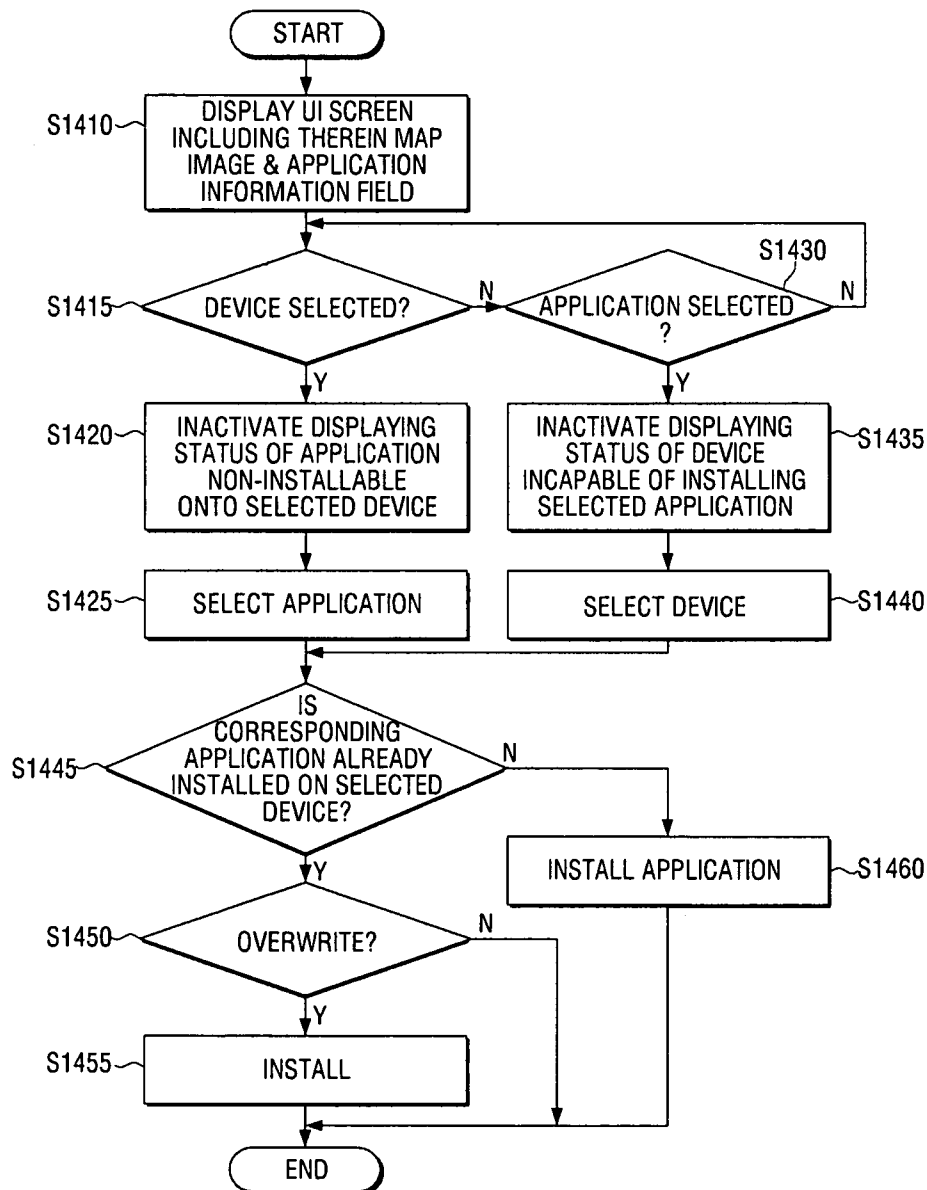 START
S1410
DISPLAY UI SCREEN
INCLUDING THEREIN MAP
IMAGE & APPLICATION
INFORMATION FIELD
S1415
DEVICE SELECTED?
N
S1430
APPLICATION SELECTED
?
N
Y
Y
S1420
INACTIVATE DISPLAYING
STATUS OF APPLICATION
NON-INSTALLABLE
ONTO SELECTED DEVICE
INACTIVATE DISPLAYING
STATUS OF DEVICE
INCAPABLE OF INSTALLING
SELECTED APPLICATION
S1435
S1425
SELECT APPLICATION
SELECT DEVICE
S1440
S1445
IS
CORRESPONDING
APPLICATION ALREADY
INSTALLED ON SELECTED
DEVICE?
N
Y
INSTALL APPLICATION
S1460
S1450
OVERWRITE?
N
Y
S1455
INSTALL
END